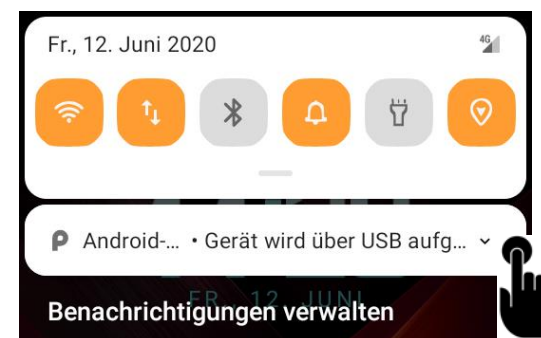 Fr., 12. Juni 2020
4G
Android-... • Gerät wird über USB aufg...
FR., 12. JUNI
Benachrichtigungen verwalten